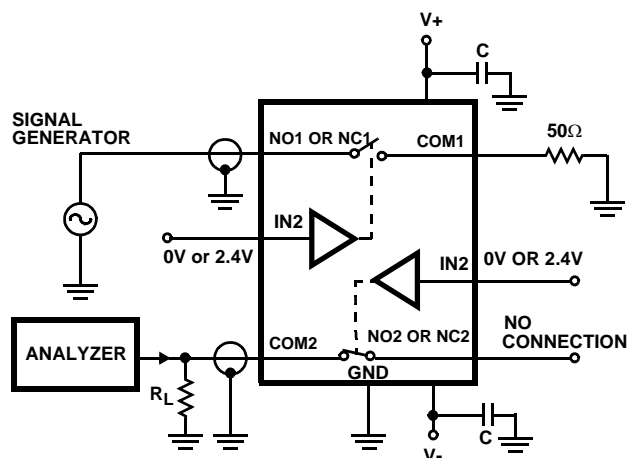 V+
C
SIGNAL
GENERATOR
NO1 OR NC1
COM1
50Ω
IN2
0V or 2.4V
IN2
0V OR 2.4V
ANALYZER
COM2
NO2 OR NC2
NO
CONNECTION
GND
RL
C
V-